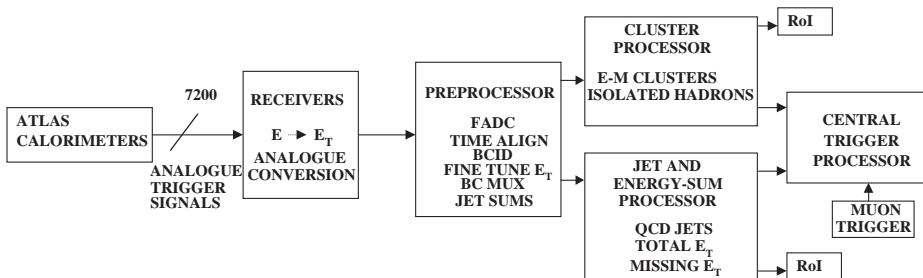 ATLAS
CALORIMETERS
7200
ANALOGUE
TRIGGER
SIGNALS
RECEIVERS
E → E_T
ANALOGUE
CONVERSION
PREPROCESSOR
FADC
TIME ALIGN
BCID
FINE TUNE E_T
BC MUX
JET SUMS
CLUSTER
PROCESSOR
E-M CLUSTERS
ISOLATED HADRONS
RoI
JET AND
ENERGY-SUM
PROCESSOR
QCD JETS
TOTAL E_T
MISSING E_T
RoI
CENTRAL
TRIGGER
PROCESSOR
MUON
TRIGGER